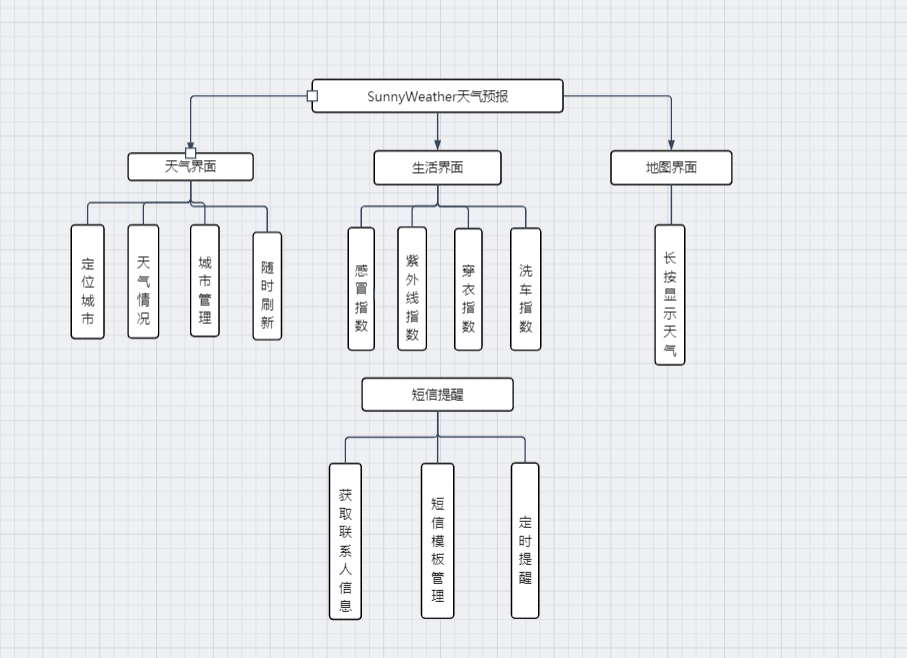 SunnyWeather天气预报
天气界面
生活界面
地图界面
定位城市
天气情况
城市管理
随时刷新
感冒指数
紫外线指数
穿衣指数
洗车指数
长按显示天气
短信提醒
获取联系人信息
短信模板管理
定时提醒